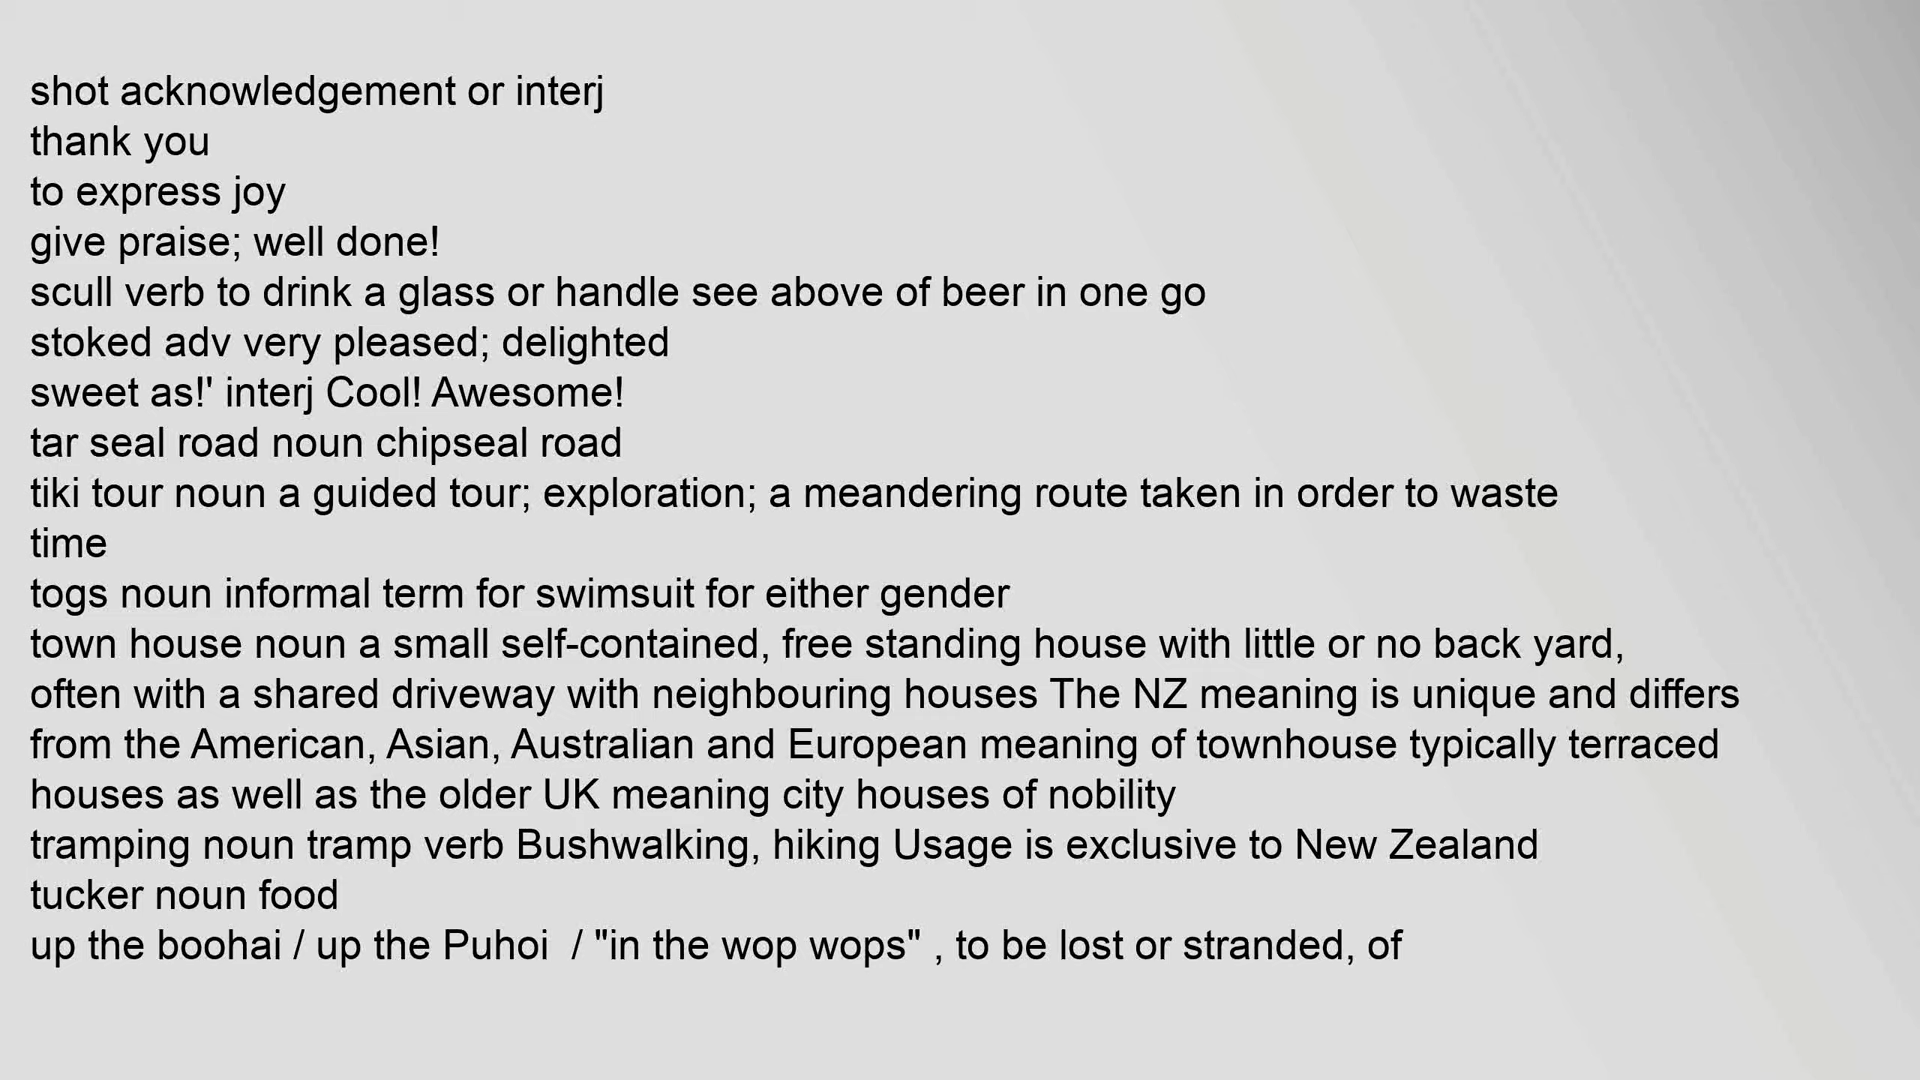 shot acknowledgement or interj
thank you
to express joy
give praise; well done!
scull verb to drink a glass or handle see above of beer in one go
stoked adv very pleased; delighted
sweet as!' interj Cool! Awesome!
tar seal road noun chipseal road
tiki tour noun a guided tour; exploration; a meandering route taken in order to waste
time
togs noun informal term for swimsuit for either gender
town house noun a small self-contained, free standing house with little or no back yard,
often with a shared driveway with neighbouring houses The NZ meaning is unique and differs
from the American, Asian, Australian and European meaning of townhouse typically terraced
houses as well as the older UK meaning city houses of nobility
tramping noun tramp verb Bushwalking, hiking Usage is exclusive to New Zealand
tucker noun food
up the boohai / up the Puhoi  / "in the wop wops" , to be lost or stranded, of